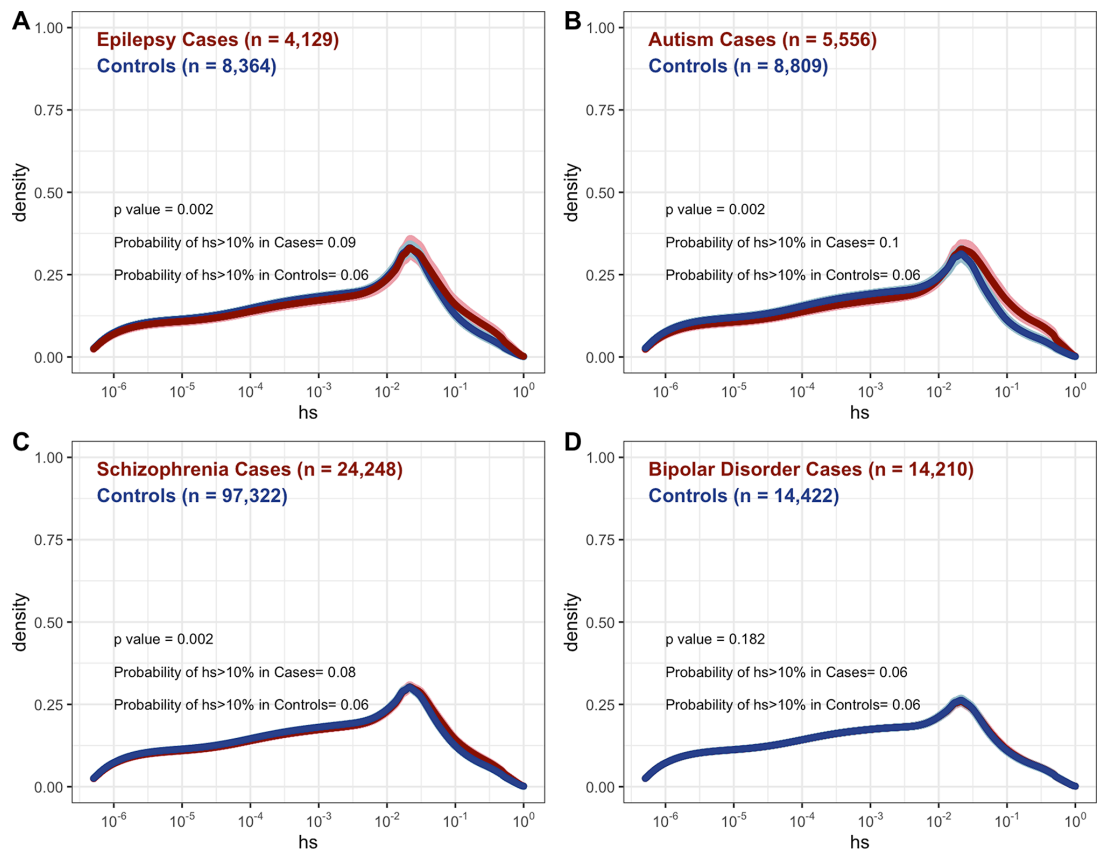 A
Epilepsy Cases (n = 4,129)
Controls (n = 8,364)
1.00
0.75
0.50
0.25
0.00
density
p value = 0.002
Probability of hs>10% in Cases= 0.09
Probability of hs>10% in Controls= 0.06
10⁻⁶ 10⁻⁵ 10⁻⁴ 10⁻³ 10⁻² 10⁻¹ 10⁰
hs
B
Autism Cases (n = 5,556)
Controls (n = 8,809)
1.00
0.75
0.50
0.25
0.00
density
p value = 0.002
Probability of hs>10% in Cases= 0.1
Probability of hs>10% in Controls= 0.06
10⁻⁶ 10⁻⁵ 10⁻⁴ 10⁻³ 10⁻² 10⁻¹ 10⁰
hs
C
Schizophrenia Cases (n = 24,248)
Controls (n = 97,322)
1.00
0.75
0.50
0.25
0.00
density
p value = 0.002
Probability of hs>10% in Cases= 0.08
Probability of hs>10% in Controls= 0.06
10⁻⁶ 10⁻⁵ 10⁻⁴ 10⁻³ 10⁻² 10⁻¹ 10⁰
hs
D
Bipolar Disorder Cases (n = 14,210)
Controls (n = 14,422)
1.00
0.75
0.50
0.25
0.00
density
p value = 0.182
Probability of hs>10% in Cases= 0.06
Probability of hs>10% in Controls= 0.06
10⁻⁶ 10⁻⁵ 10⁻⁴ 10⁻³ 10⁻² 10⁻¹ 10⁰
hs